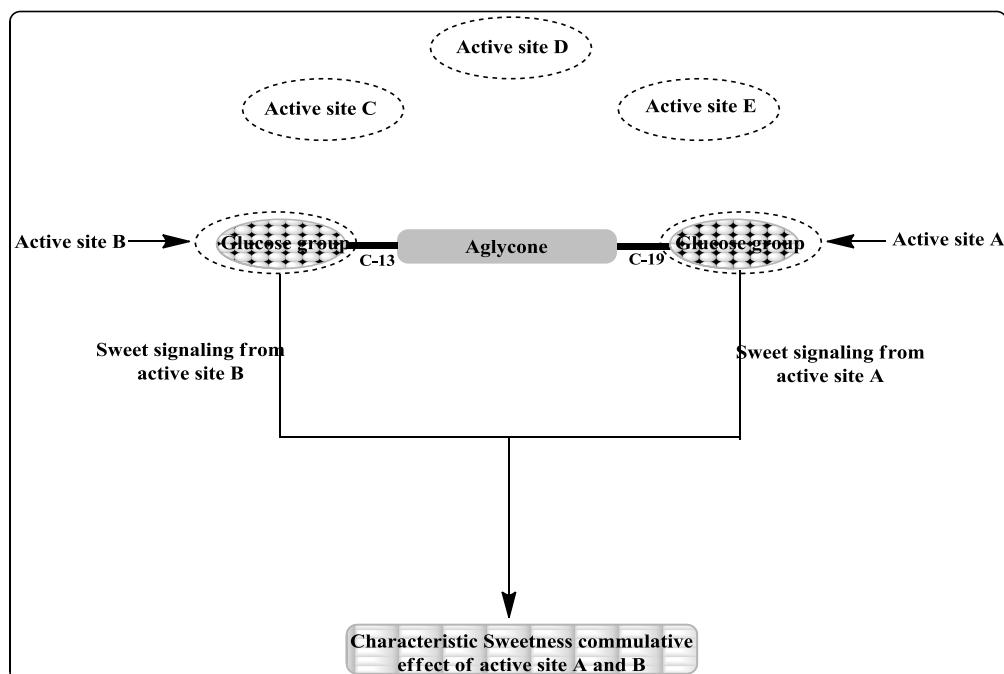 Active site D
Active site C
Active site E
Active site B
Glucose group
Aglycone
Glucose group
Active site A
C-13
C-19
Sweet signaling from
active site B
Sweet signaling from
active site A
Characteristic Sweetness commulative
effect of active site A and B